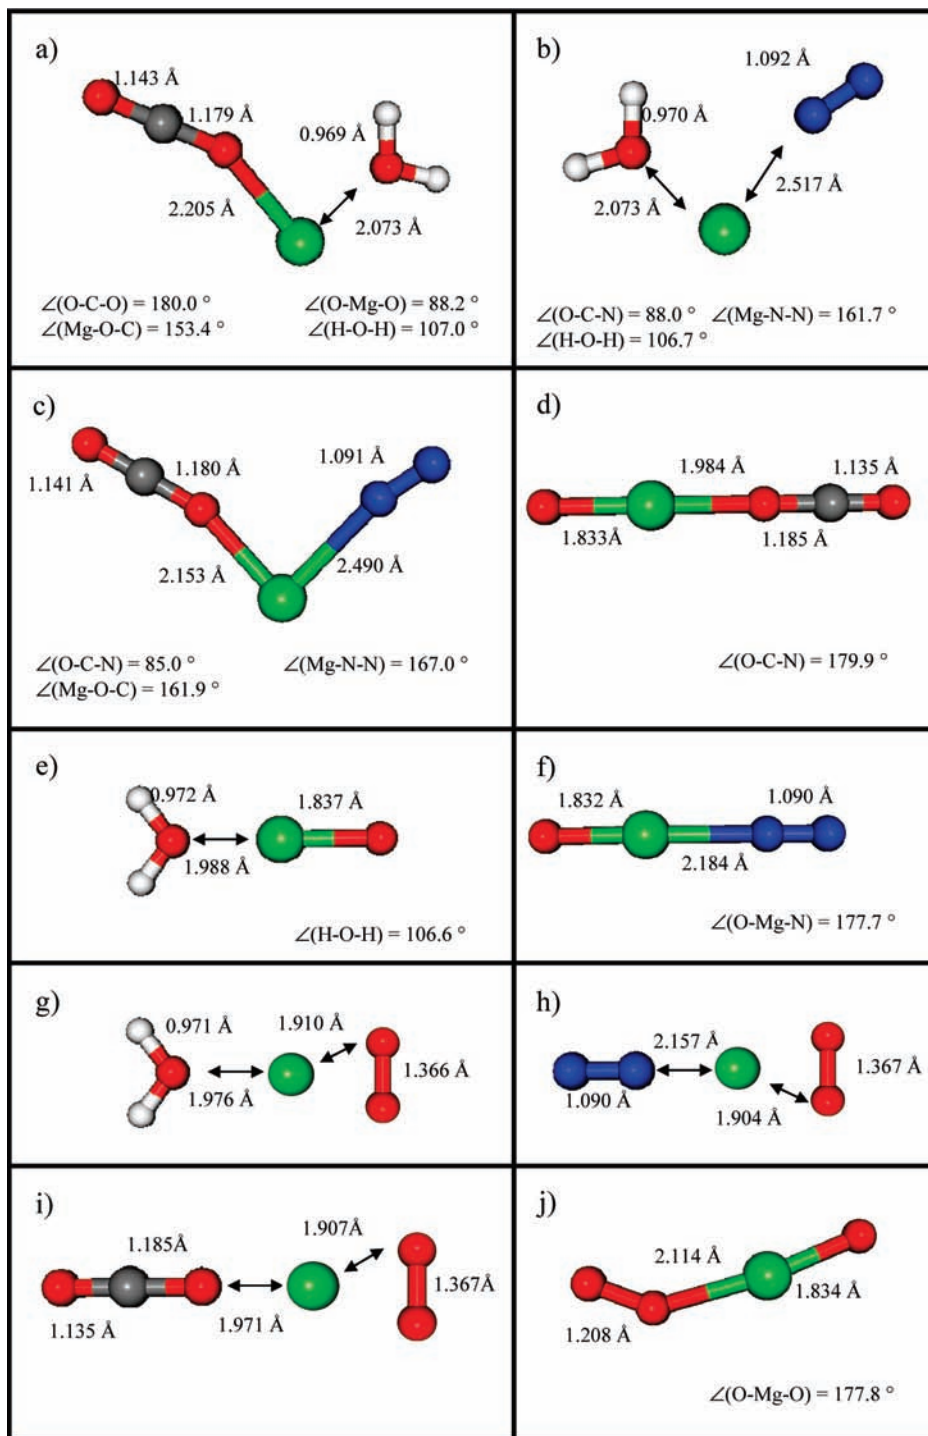 a)
1.143 Å
1.179 Å
0.969 Å
2.205 Å
2.073 Å
∠(O-C-O) = 180.0 °
∠(O-Mg-O) = 88.2 °
∠(Mg-O-C) = 153.4 °
∠(H-O-H) = 107.0 °
b)
1.092 Å
0.970 Å
2.517 Å
2.073 Å
∠(O-C-N) = 88.0 °
∠(Mg-N-N) = 161.7 °
∠(H-O-H) = 106.7 °
c)
1.180 Å
1.091 Å
1.141 Å
2.153 Å
2.490 Å
∠(O-C-N) = 85.0 °
∠(Mg-N-N) = 167.0 °
∠(Mg-O-C) = 161.9 °
d)
1.984 Å
1.135 Å
1.833Å
1.185 Å
∠(O-C-N) = 179.9 °
e)
0.972 Å
1.837 Å
1.988 Å
∠(H-O-H) = 106.6 °
f)
1.832 Å
1.090 Å
2.184 Å
∠(O-Mg-N) = 177.7 °
g)
0.971 Å
1.910 Å
1.366 Å
1.976 Å
h)
2.157 Å
1.367 Å
1.090 Å
1.904 Å
i)
1.907Å
1.185Å
1.367Å
1.971 Å
1.135 Å
j)
2.114 Å
1.834 Å
1.208 Å
∠(O-Mg-O) = 177.8 °